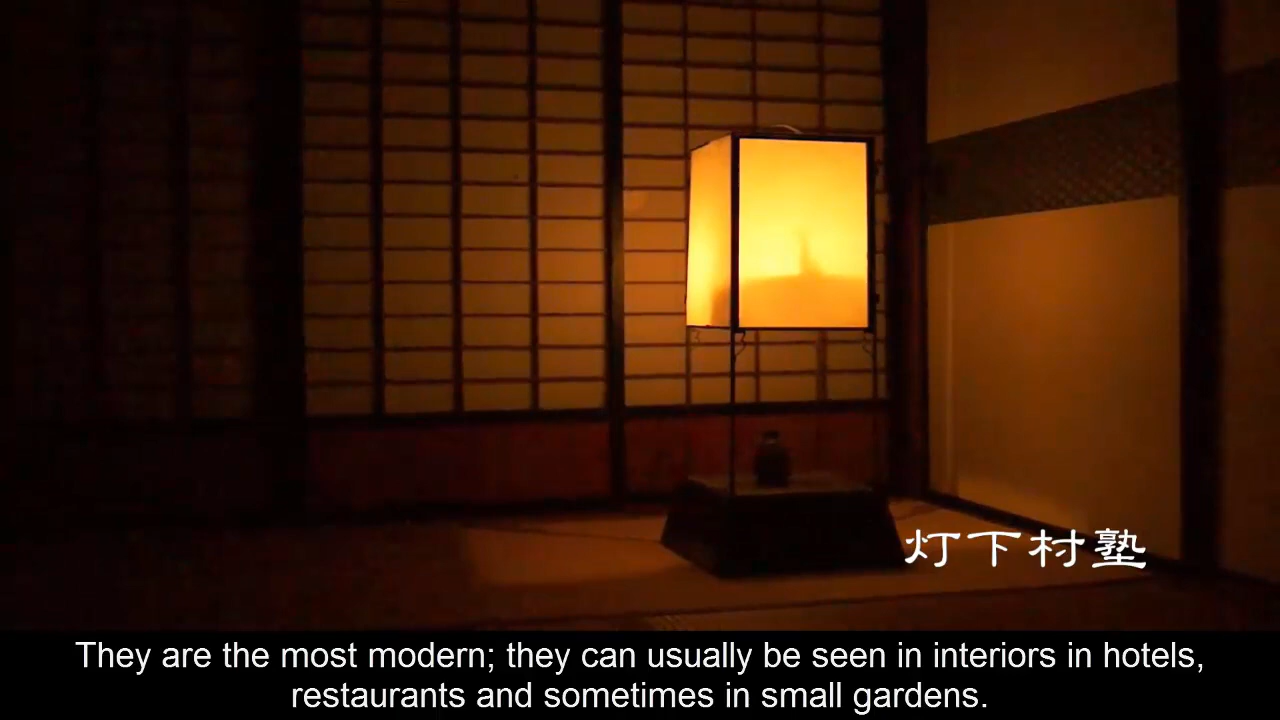 灯下村塾
They are the most modern; they can usually be seen in interiors in hotels,
restaurants and sometimes in small gardens.